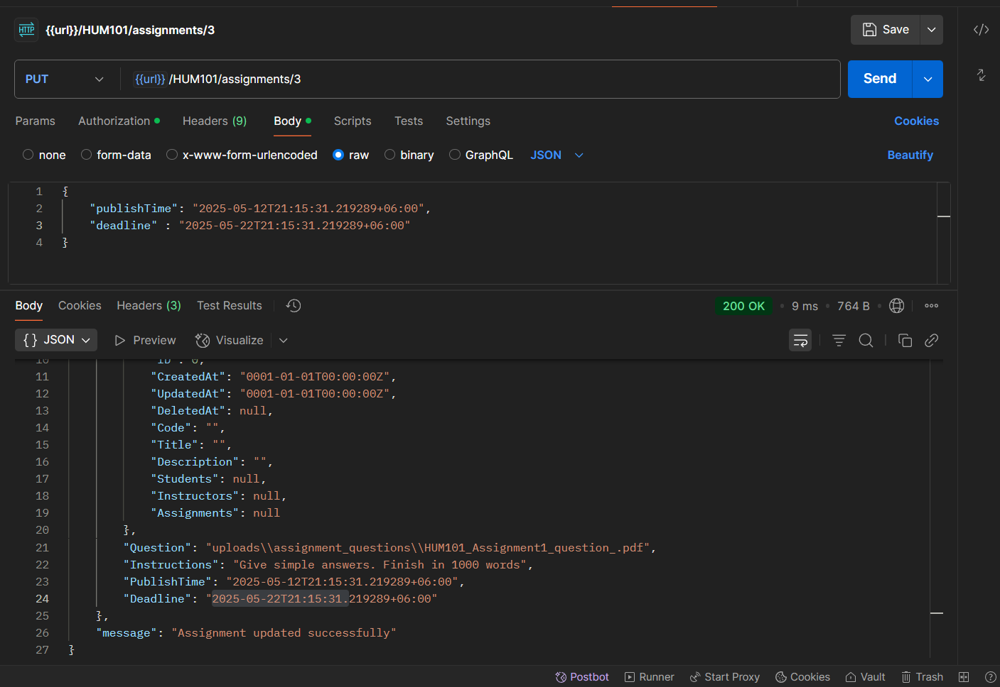 HTTP {{url}}/HUM101/assignments/3
Save
PUT
{{url}} /HUM101/assignments/3
Send
Params Authorization Headers (9) Body Scripts Tests Settings Cookies
none form-data x-www-form-urlencoded raw binary GraphQL JSON Beautify
1 {
2 "publishTime": "2025-05-12T21:15:31.219289+06:00",
3 "deadline" : "2025-05-22T21:15:31.219289+06:00"
4 }
Body Cookies Headers (3) Test Results 200 OK • 9 ms • 764 B •
{} JSON Preview Visualize
10 "ID": 0,
11 "CreatedAt": "0001-01-01T00:00:00Z",
12 "UpdatedAt": "0001-01-01T00:00:00Z",
13 "DeletedAt": null,
14 "Code": "",
15 "Title": "",
16 "Description": "",
17 "Students": null,
18 "Instructors": null,
19 "Assignments": null
20 },
21 "Question": "uploads\\assignment_questions\\HUM101_Assignment1_question_.pdf",
22 "Instructions": "Give simple answers. Finish in 1000 words",
23 "PublishTime": "2025-05-12T21:15:31.219289+06:00",
24 "Deadline": "2025-05-22T21:15:31.219289+06:00"
25 },
26 "message": "Assignment updated successfully"
27 }
Postbot Runner Start Proxy Cookies Vault Trash